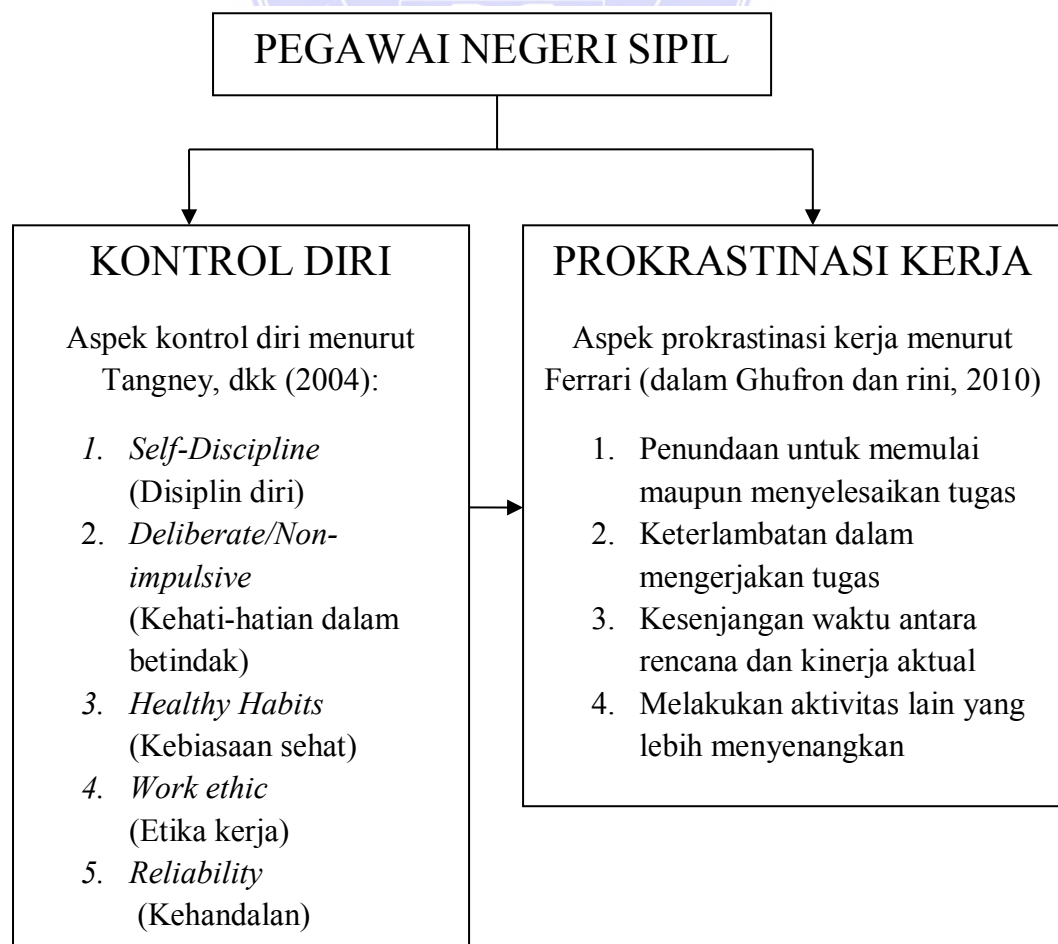 PEGAWAI NEGERI SIPIL
KONTROL DIRI
Aspek kontrol diri menurut
Tangney, dkk (2004):
1. Self-Discipline
(Disiplin diri)
2. Deliberate/Non-
impulsive
(Kehati-hatian dalam
betindak)
3. Healthy Habits
(Kebiasaan sehat)
4. Work ethic
(Etika kerja)
5. Reliability
(Kehandalan)
PROKRASTINASI KERJA
Aspek prokrastinasi kerja menurut
Ferrari (dalam Ghufron dan rini, 2010)
1. Penundaan untuk memulai
maupun menyelesaikan tugas
2. Keterlambatan dalam
mengerjakan tugas
3. Kesenjangan waktu antara
rencana dan kinerja aktual
4. Melakukan aktivitas lain yang
lebih menyenangkan